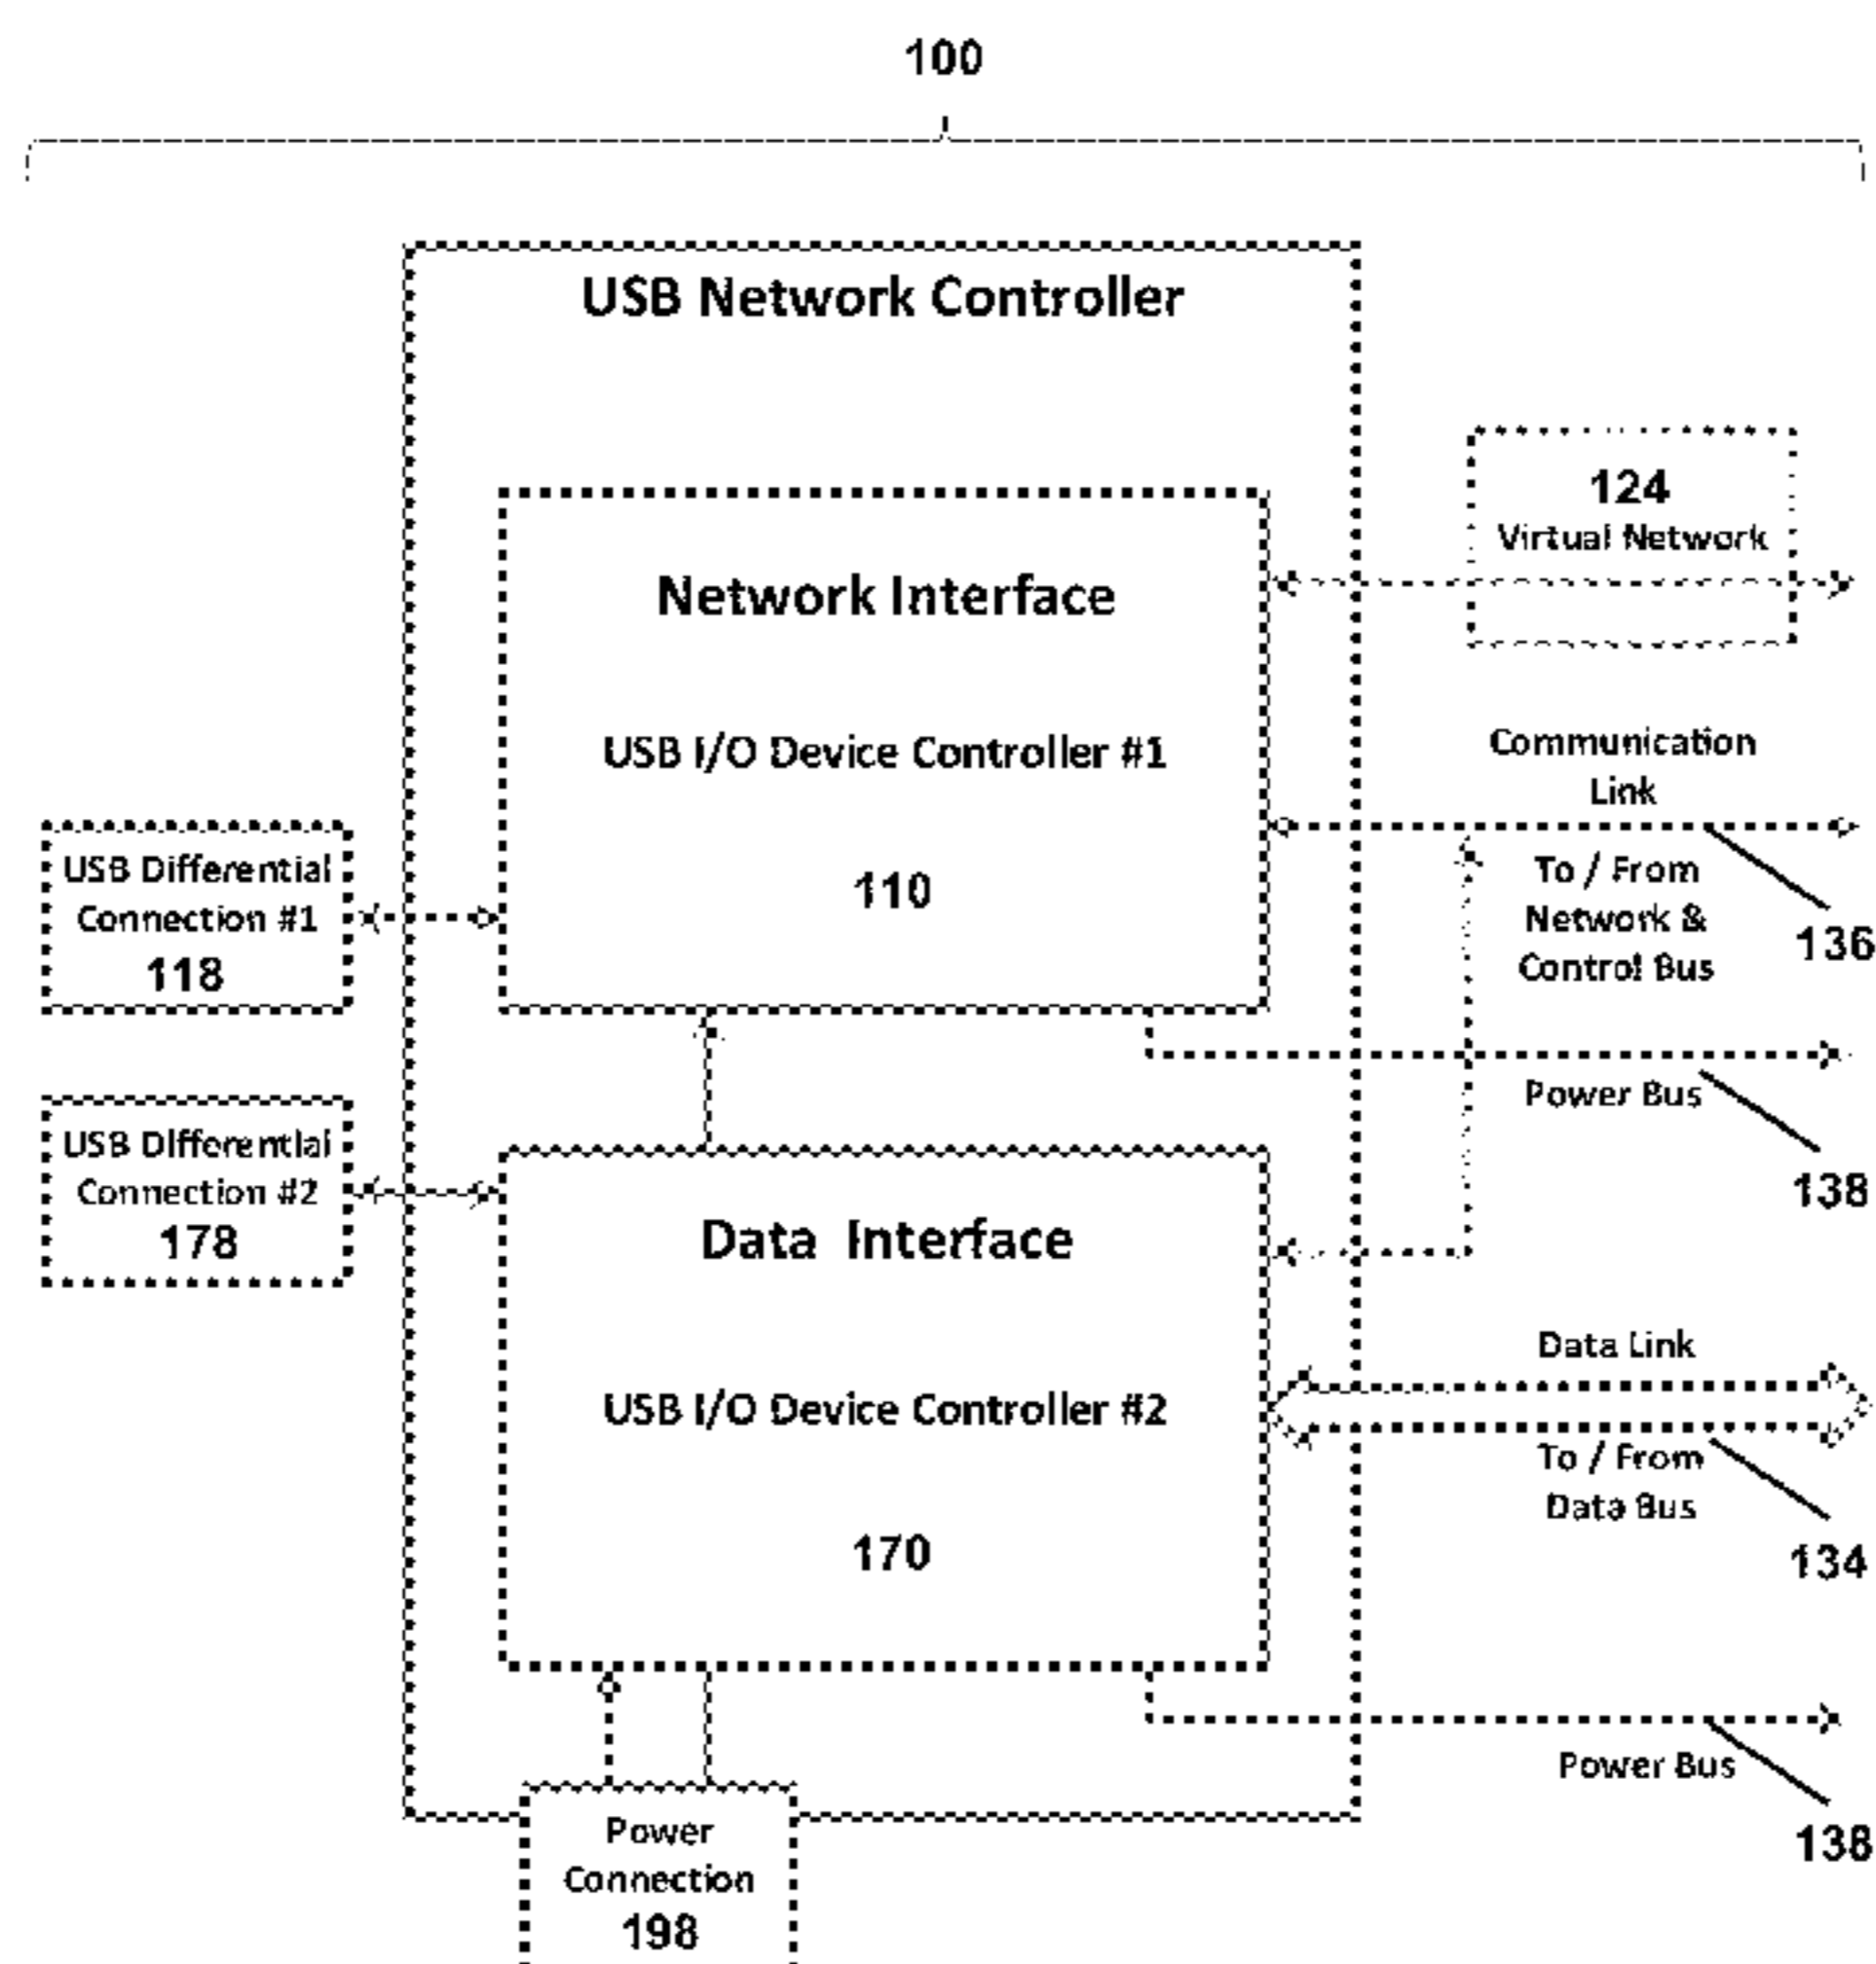 100
USB Network Controller
124
Virtual Network
Network Interface
USB I/O Device Controller #1
110
Communication
Link
To / From
Network &
Control Bus
136
USB Differential
Connection #1
118
Power Bus
138
USB Differential
Connection #2
178
Data Interface
USB I/O Device Controller #2
170
Data Link
To / From
Data Bus
134
Power Bus
138
Power
Connection
198